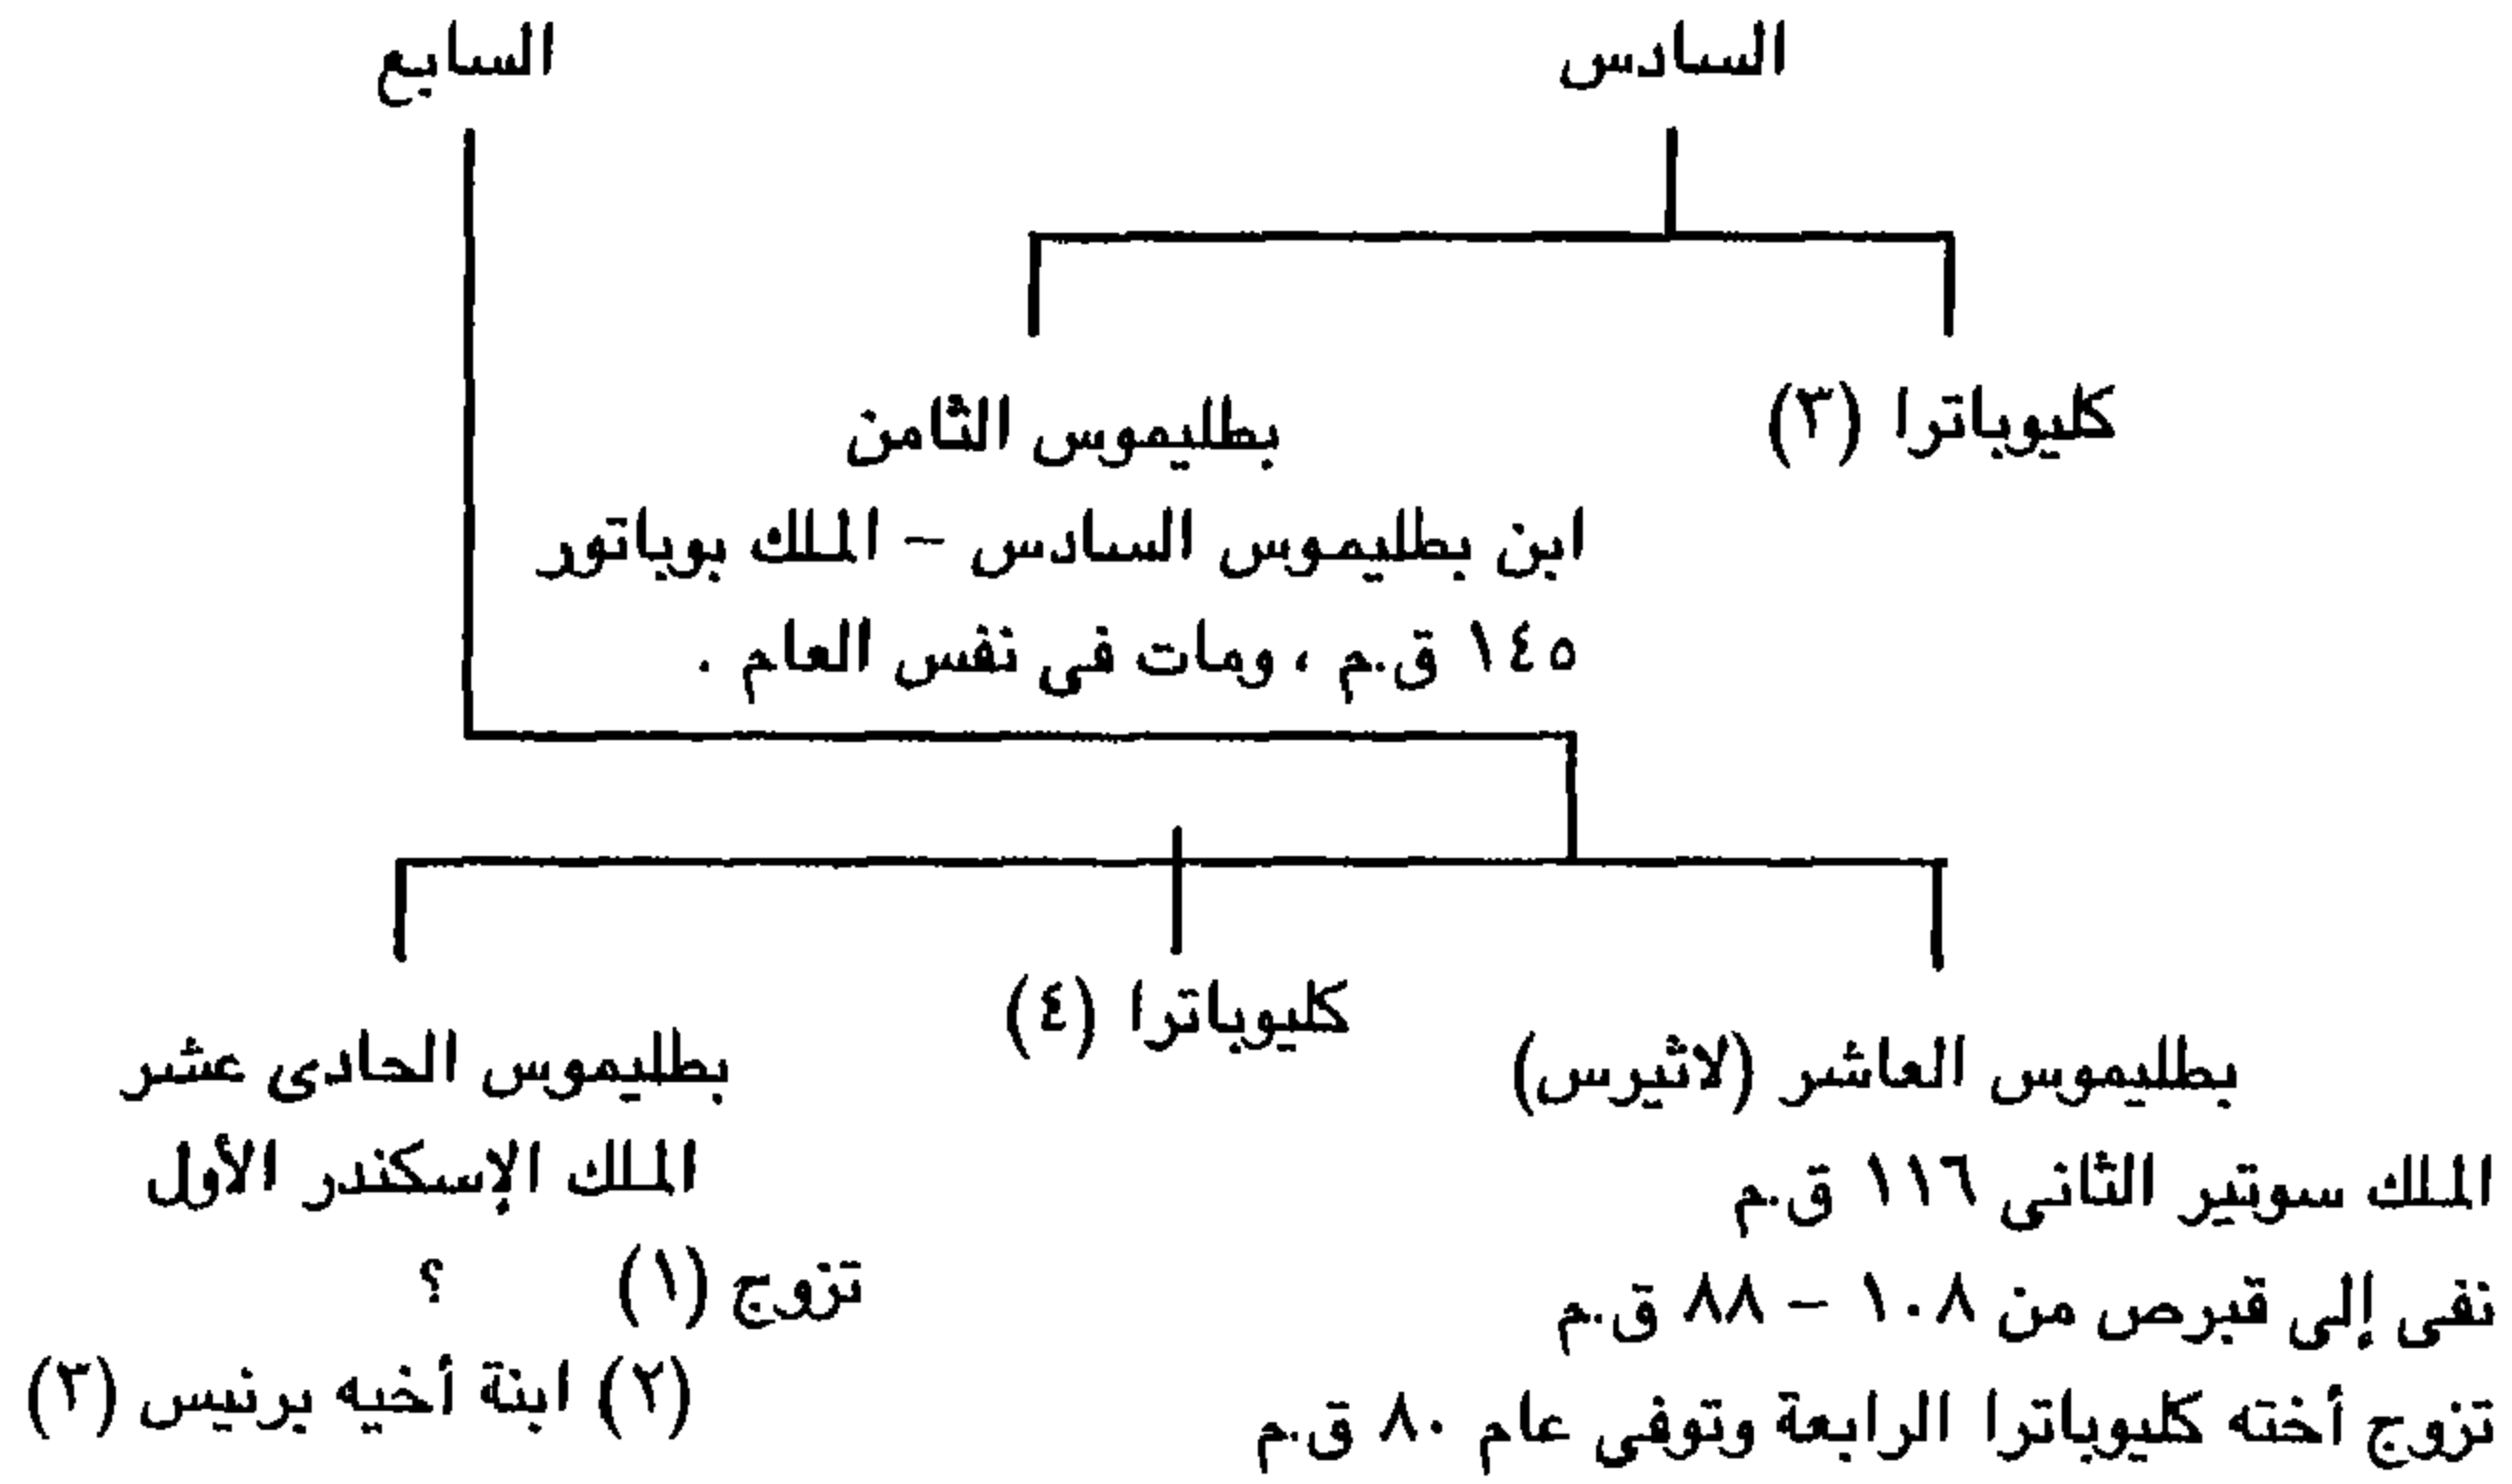 السادس
السابع
كليوباترا (٣)
بطليموس الثامن
ابن بطليموس السادس – الملك بوباتور
١٤٥ ق.م ، ومات فى نفس العام .
كليوباترا (٤)
بطليموس العاشر (لاثيرس)
الملك سوتير الثانى ١١٦ ق.م
نفى إلى قبرص من ١٠٨ – ٨٨ ق.م
تزوج أخته كليوباترا الرابعة وتوفى عام ٨٠ ق.م
بطليموس الحادى عشر
الملك الإسكندر الأول
تزوج (١) ؟
(٢) ابنة أخيه برنيس (٣)